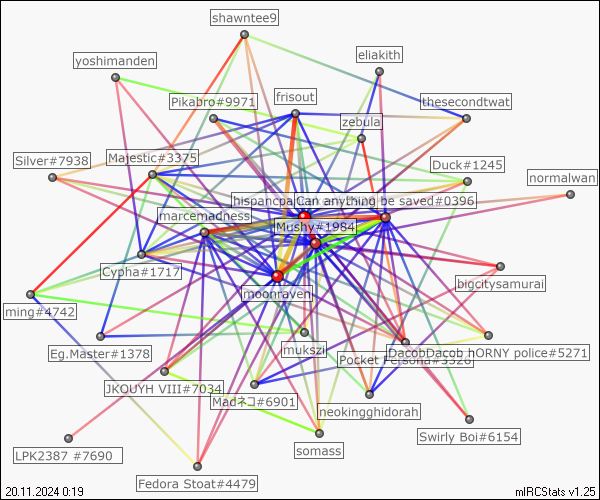 shawntee9
eliakith
yoshimanden
Pikabro#9971
frisout
thesecondtwat
zebula
Silver#7938
Majestic#3375
Duck#1245
normalwan
hispancpa
Can anything be saved#0396
marcemadness
Mushy#1984
Cypha#1717
bigcitysamurai
moonraven
ming#4742
mukszi
Eg.Master#1378
Pocket Persona#
DacobDacob
hORNY police#5271
JKOUYH VIII#7034
Madネコ#6901
neokingghidorah
Swirly Boi#6154
somass
LPK2387 #7690
Fedora Stoat#4479
20.11.2024 0:19
mIRCStats v1.25